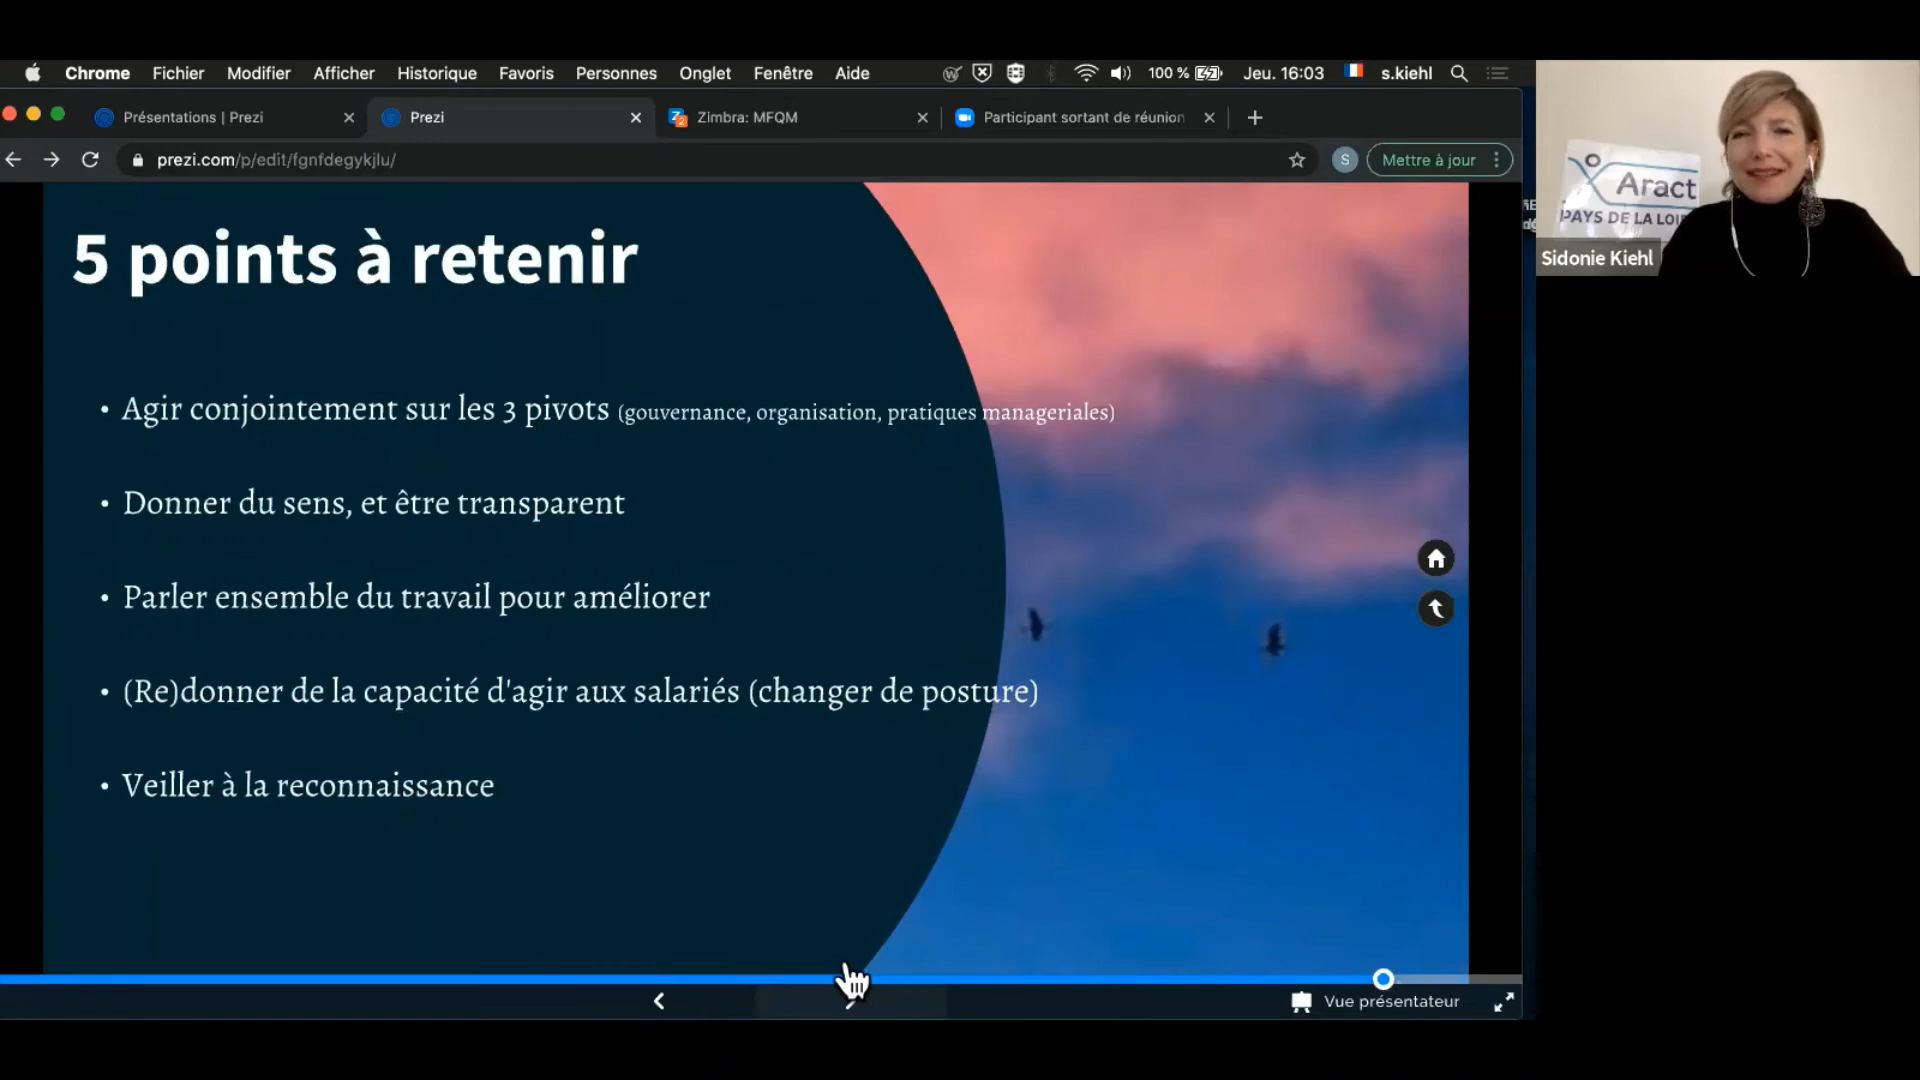 Chrome Fichier Modifier Afficher Historique Favoris Personnes Onglet Fenêtre Aide 100 % Jeu. 16:03 s.kiehl
Présentations | Prezi Prezi Zimbra: MFQM Participant sortant de réunion
prezi.com/p/edit/fgnfdegykjlu/ S Mettre à jour
5 points à retenir
• Agir conjointement sur les 3 pivots (gouvernance, organisation, pratiques manageriales)
• Donner du sens, et être transparent
• Parler ensemble du travail pour améliorer
• (Re)donner de la capacité d'agir aux salariés (changer de posture)
• Veiller à la reconnaissance
Vue présentateur
Aract
PAYS DE LA LOI
Sidonie Kiehl